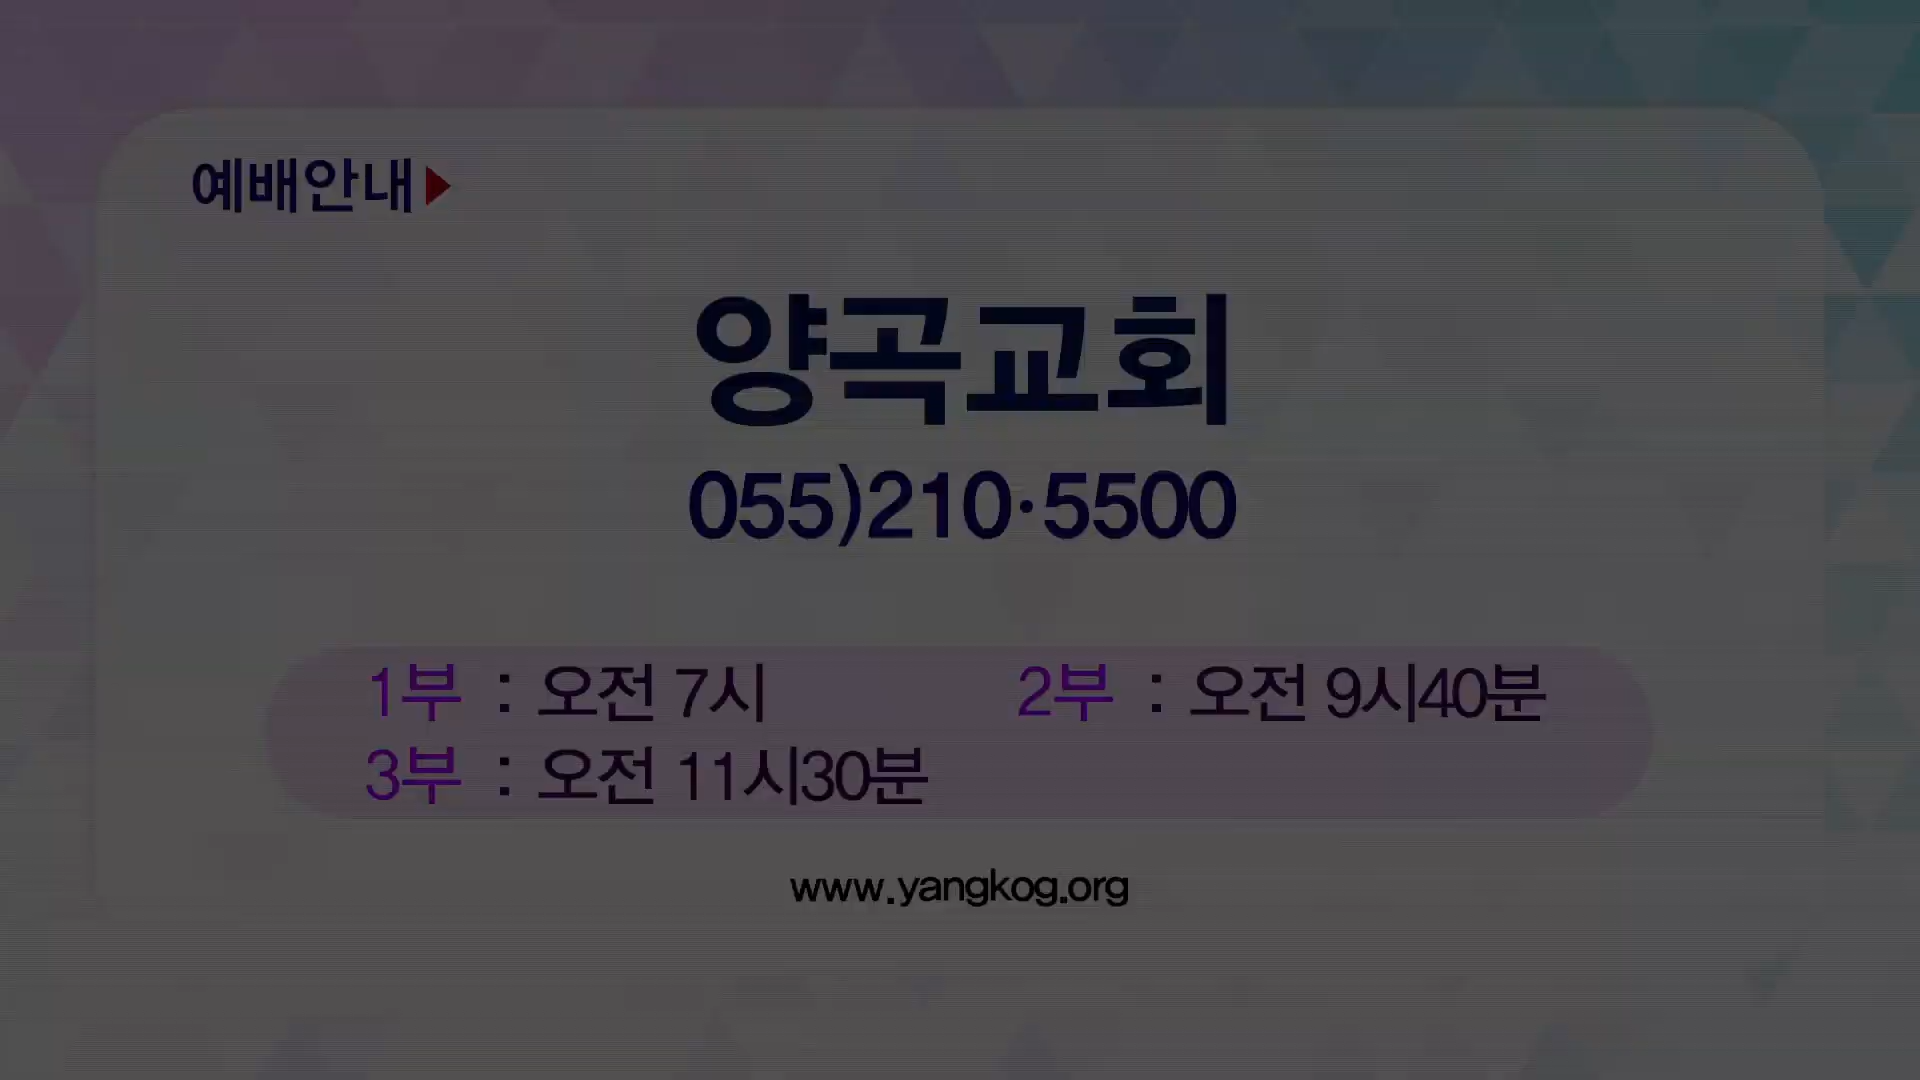 예배안내▶
양곡교회
055)210·5500
1부 : 오전 7시 2부 : 오전 9시40분
3부 : 오전 11시30분
www.yangkog.org